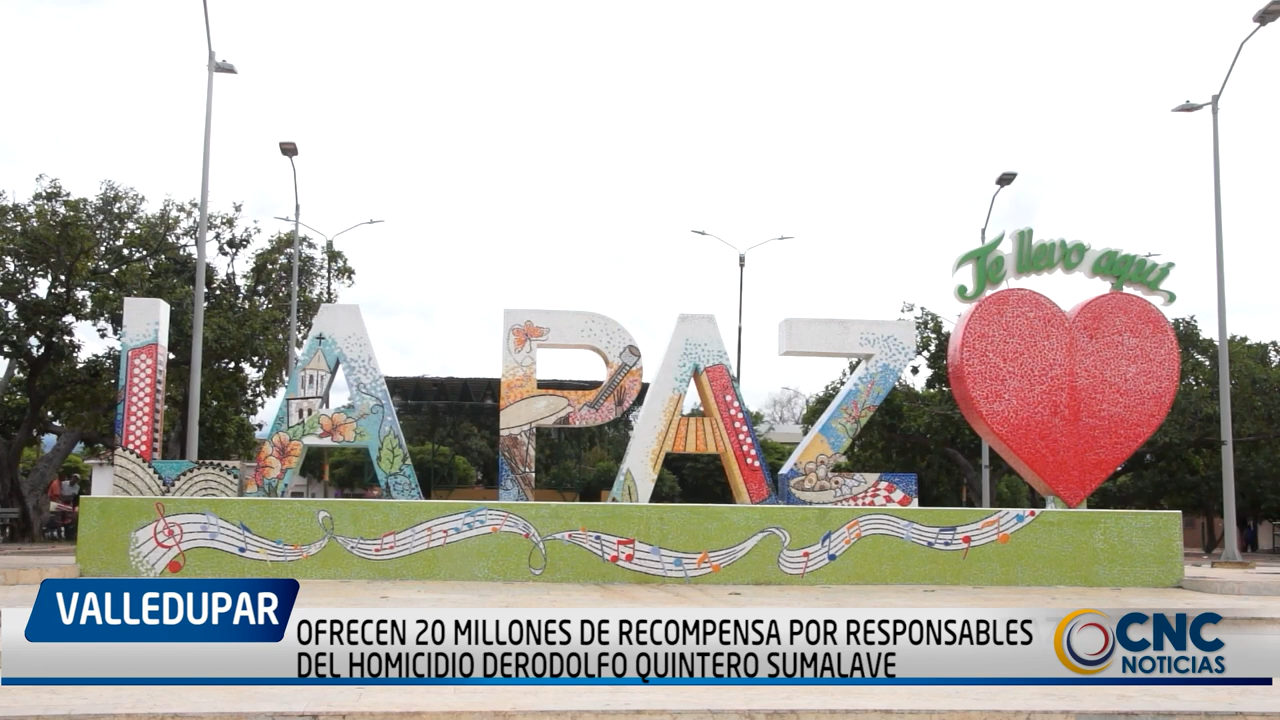 Te llevo aquí
LA PAZ
VALLEDUPAR
OFRECEN 20 MILLONES DE RECOMPENSA POR RESPONSABLES
DEL HOMICIDIO DERODOLFO QUINTERO SUMALAVE
CNC
NOTICIAS